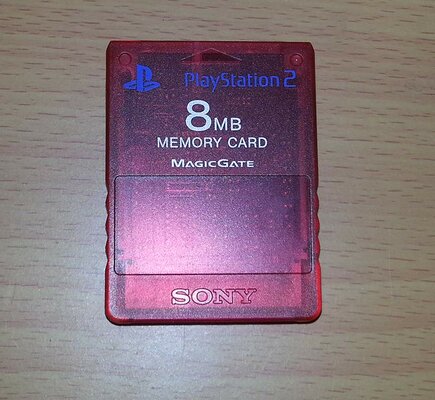 PlayStation 2
8MB
MEMORY CARD
MAGICGATE
SONY